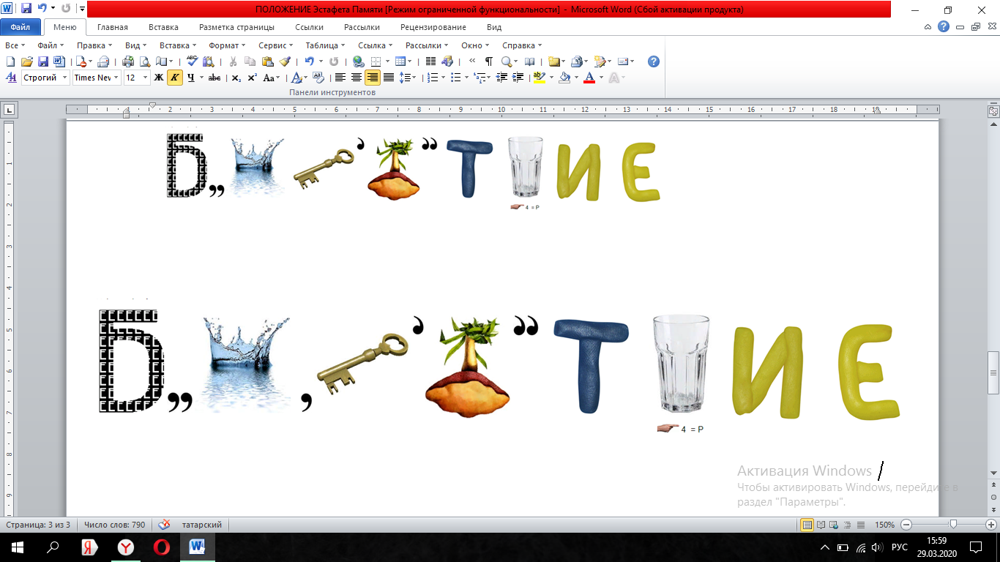 ПОЛОЖЕНИЕ Эстафета Памяти [Режим ограниченной функциональности] - Microsoft Word (Сбой активации продукта)
Файл Меню Главная Вставка Разметка страницы Ссылки Рассылки Рецензирование Вид
Все Файл Правка Вид Вставка Формат Сервис Таблица Ссылка Рассылки Окно Справка
Строгий Times Nev 12 Ж К Ч abc x₂ x² Aa
Панели инструментов
1 2 3 4 5 6 7 8 9 10 11 12 13 14 15 16 17 18 19
Б,, ’ ” Т И Е
4 = Р
Б,, , ’ ” Т И Е
4 = Р
Активация Windows
Чтобы активировать Windows, перейдите в
раздел "Параметры".
Страница: 3 из 3 Число слов: 790 татарский 150%
РУС 15:59
29.03.2020